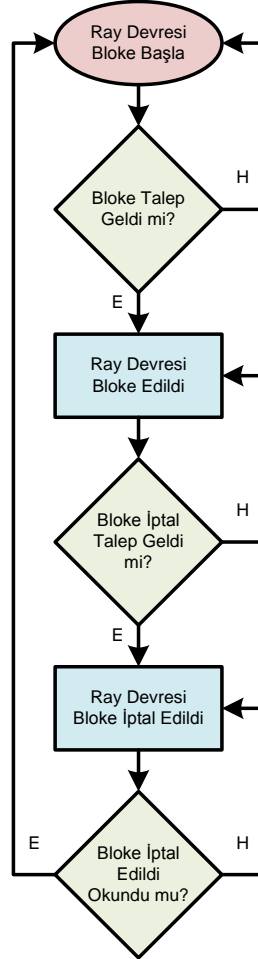 Ray Devresi
Bloke Başla
Bloke Talep
Geldi mi?
H
E
Ray Devresi
Bloke Edildi
Bloke İptal
Talep Geldi
mi?
H
E
Ray Devresi
Bloke İptal Edildi
E
Bloke İptal
Edildi
Okundu mu?
H